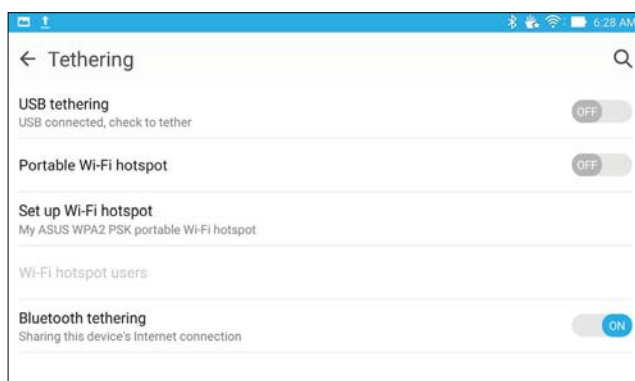 6:28 AM
Tethering
USB tethering
OFF
USB connected, check to tether
Portable Wi-Fi hotspot
OFF
Set up Wi-Fi hotspot
My ASUS WPA2 PSK portable Wi-Fi hotspot
Wi-Fi hotspot users
Bluetooth tethering
ON
Sharing this device's Internet connection